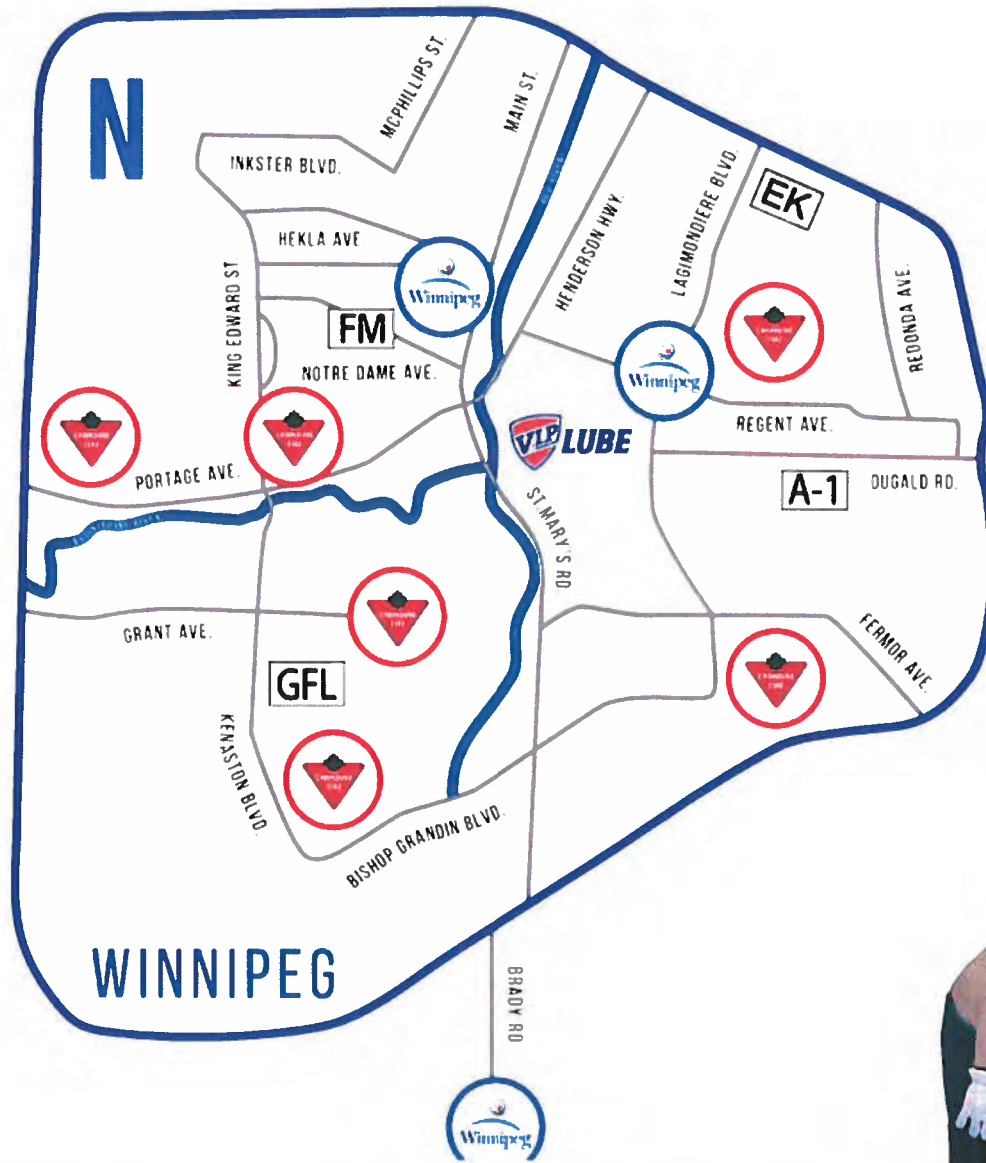 N
MCPHILLIPS ST.
MAIN ST.
INKSTER BLVD.
HEKLA AVE.
HENDERSON HWY.
LAGIMONDIERE BLVD.
EK
REDONDA AVE.
KING EDWARD ST
Winnipeg
FM
NOTRE DAME AVE.
Winnipeg
REGENT AVE.
PORTAGE AVE.
VIP LUBE
A-1
DUGALD RD.
ST.MARY'S RD.
GRANT AVE.
FERMOR AVE.
GFL
KENASTON BLVD.
BISHOP GRANDIN BLVD.
WINNIPEG
BRADY RD
Winnipeg